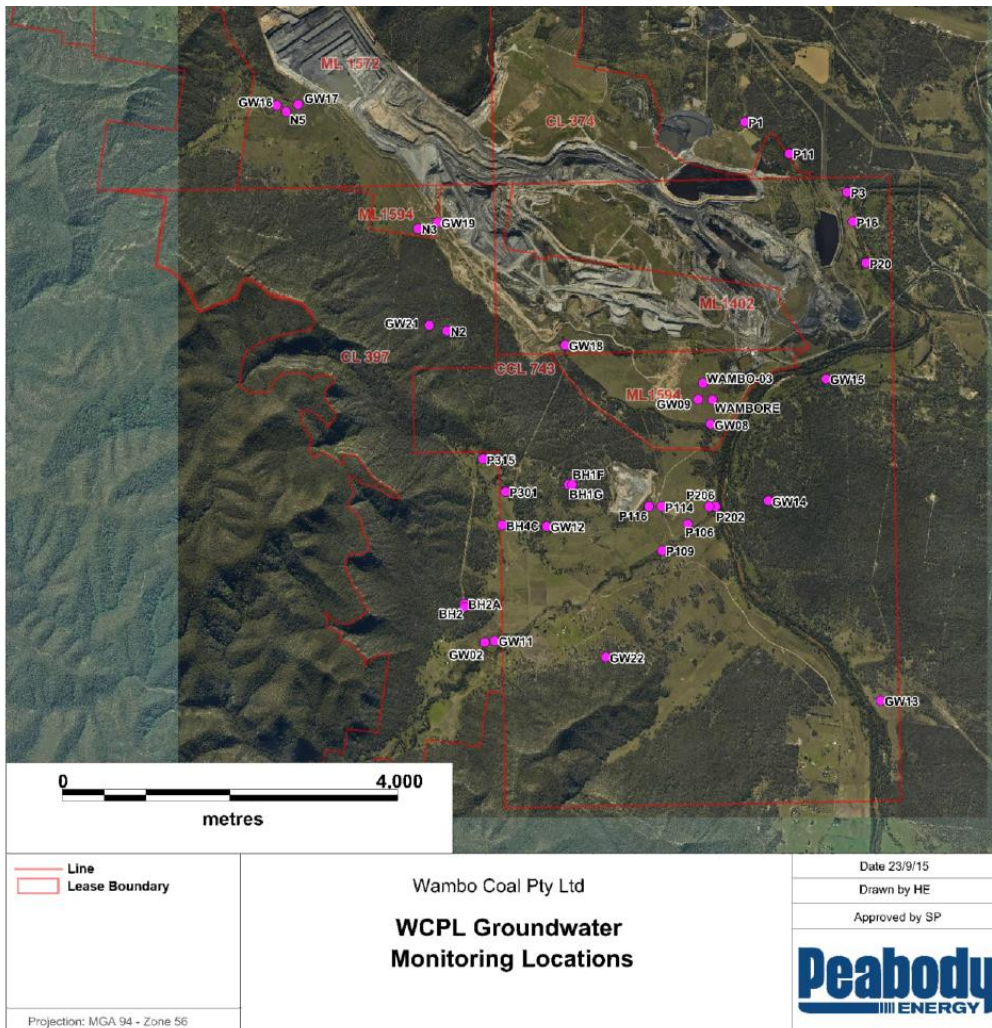 ML 1572
GW16
GW17
N5
CL 374
P1
P11
P3
ML1594
GW19
N3
P16
P20
ML1402
GW21
N2
GW18
CL 397
CCL 743
WAMBO-03
GW15
ML1594
GW09
WAMBORE
GW08
P315
BH1F
P301
BH1G
P206
GW14
P116
P114
P202
BH4C
GW12
P106
P109
BH2A
BH2
GW11
GW02
GW22
GW13
0 4,000
metres
Line
Lease Boundary
Projection: MGA 94 - Zone 56
Wambo Coal Pty Ltd
WCPL Groundwater
Monitoring Locations
Date 23/9/15
Drawn by HE
Approved by SP
Peabody
ENERGY